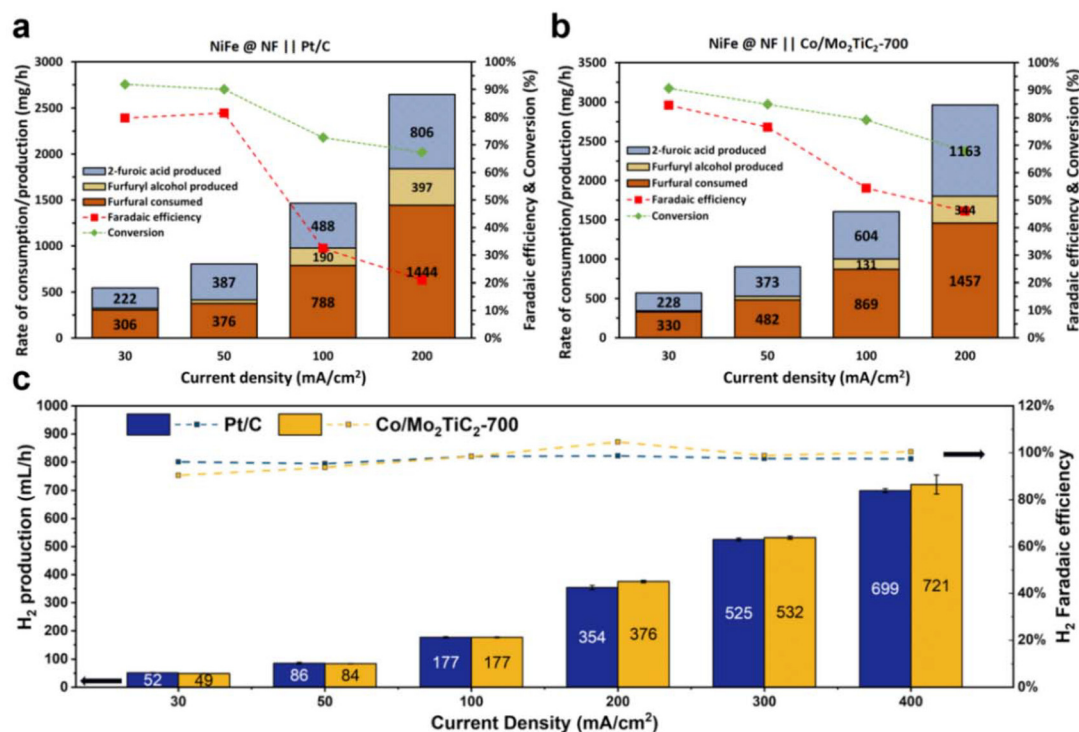 a
NiFe @ NF || Pt/C
Rate of consumption/production (mg/h)
3000
2500
2000
1500
1000
500
0
2-furoic acid produced
Furfuryl alcohol produced
Furfural consumed
Faradaic efficiency
Conversion
222
306
387
376
488
190
788
806
397
1444
100%
90%
80%
70%
60%
50%
40%
30%
20%
10%
0%
Faradaic efficiency & Conversion (%)
30 50 100 200
Current density (mA/cm²)
b
NiFe @ NF || Co/Mo₂TiC₂-700
Rate of consumption/production (mg/h)
3500
3000
2500
2000
1500
1000
500
0
2-furoic acid produced
Furfuryl alcohol produced
Furfural consumed
Faradaic efficiency
Conversion
228
330
373
482
604
131
869
1163
1457
100%
90%
80%
70%
60%
50%
40%
30%
20%
10%
0%
Faradaic efficiency & Conversion (%)
30 50 100 200
Current density (mA/cm²)
c
H₂ production (mL/h)
1000
900
800
700
600
500
400
300
200
100
0
Pt/C Co/Mo₂TiC₂-700
52 49
86 84
177 177
354 376
525 532
699 721
120%
100%
80%
60%
40%
20%
0%
H₂ Faradaic efficiency
30 50 100 200 300 400
Current Density (mA/cm²)